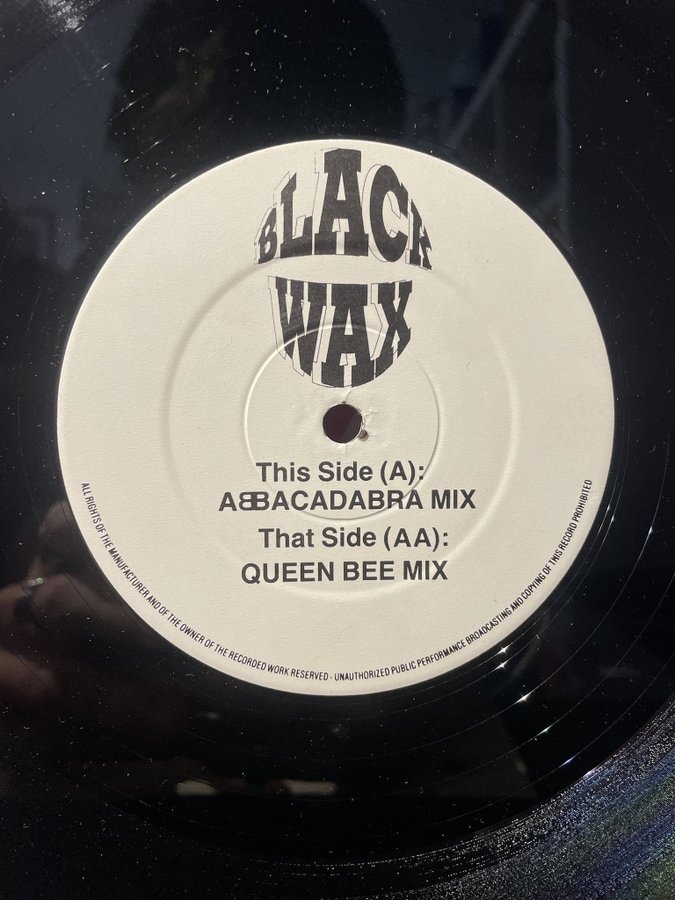 BLACK
WAX
This Side (A):
ABBACADABRA MIX
That Side (AA):
QUEEN BEE MIX
ALL RIGHTS OF THE MANUFACTURER AND OF THE OWNER OF THE RECORDED WORK RESERVED - UNAUTHORIZED PUBLIC PERFORMANCE BROADCASTING AND COPYING OF THIS RECORD PROHIBITED